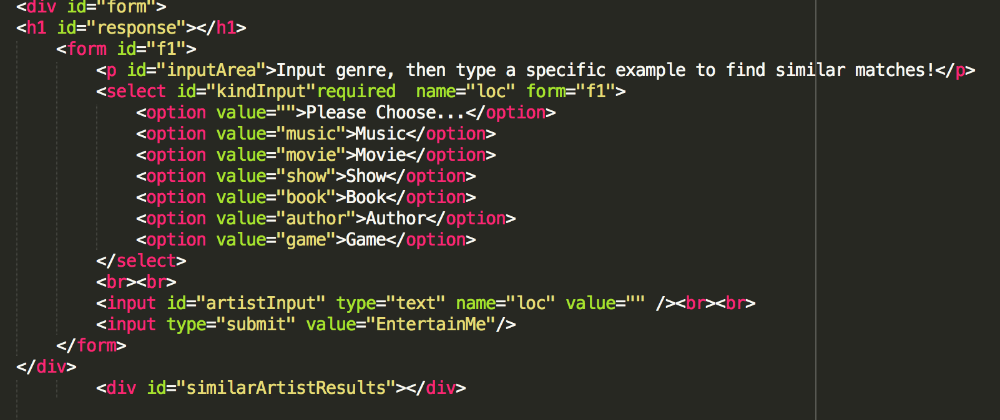 <div id="form">
<h1 id="response"></h1>
<form id="f1">
<p id="inputArea">Input genre, then type a specific example to find similar matches!</p>
<select id="kindInput"required  name="loc" form="f1">
<option value="">Please Choose...</option>
<option value="music">Music</option>
<option value="movie">Movie</option>
<option value="show">Show</option>
<option value="book">Book</option>
<option value="author">Author</option>
<option value="game">Game</option>
</select>
<br><br>
<input id="artistInput" type="text" name="loc" value="" /><br><br>
<input type="submit" value="EntertainMe"/>
</form>
</div>
<div id="similarArtistResults"></div>